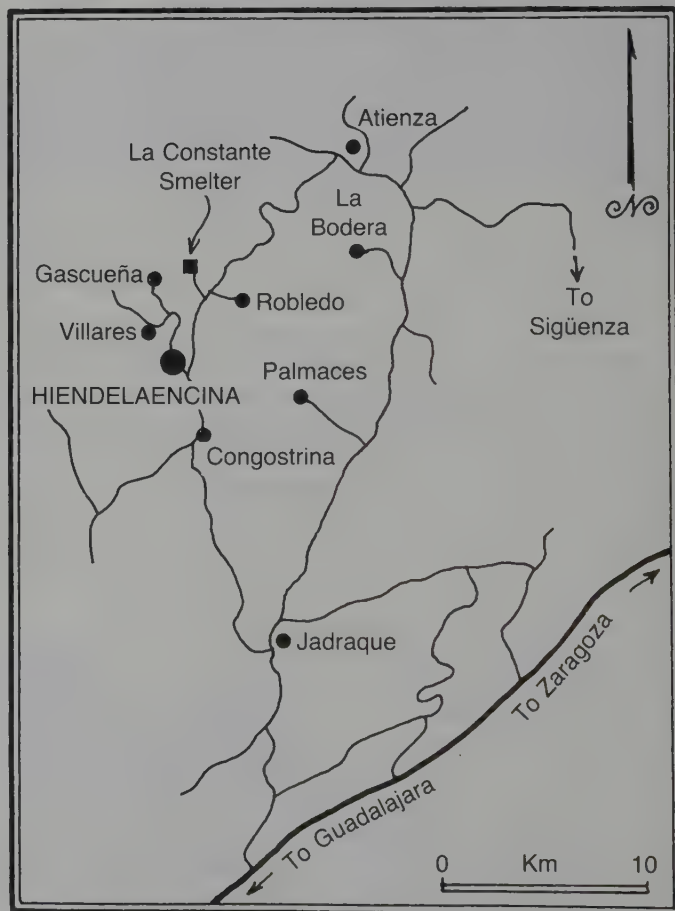 Atienza
La Constante
Smelter
La
Bodera
N
Gascueña
Robledo
To
Sigüenza
Villares
Palmaces
HIENDELAENCINA
Congostrina
Jadraque
To Zaragoza
To Guadalajara
0 Km 10